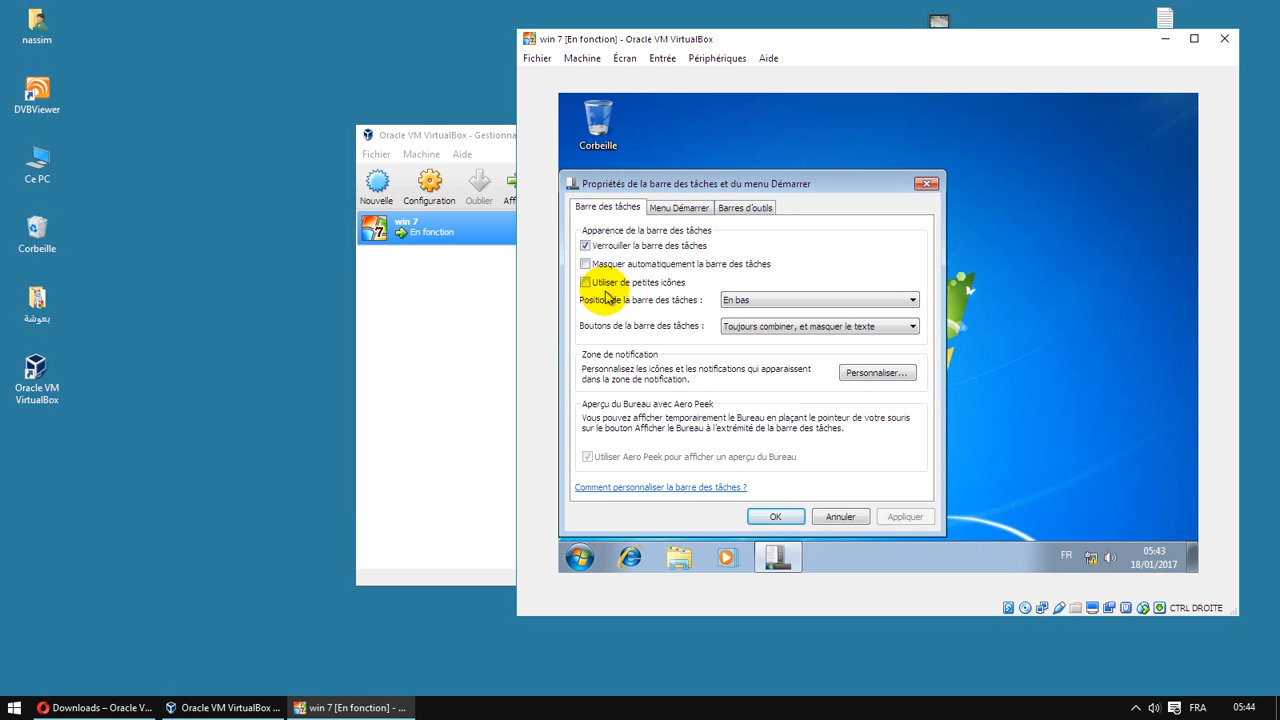 nassim
DVBViewer
Ce PC
Corbeille
بعوشة
Oracle VM
VirtualBox
Oracle VM VirtualBox - Gestionna
Fichier Machine Aide
Nouvelle Configuration Oublier Aff
win 7
En fonction
win 7 [En fonction] - Oracle VM VirtualBox
Fichier Machine Écran Entrée Périphériques Aide
Corbeille
Propriétés de la barre des tâches et du menu Démarrer
Barre des tâches Menu Démarrer Barres d'outils
Apparence de la barre des tâches
Verrouiller la barre des tâches
Masquer automatiquement la barre des tâches
Utiliser de petites icônes
Position de la barre des tâches : En bas
Boutons de la barre des tâches : Toujours combiner, et masquer le texte
Zone de notification
Personnalisez les icônes et les notifications qui apparaissent
dans la zone de notification.
Personnaliser...
Aperçu du Bureau avec Aero Peek
Vous pouvez afficher temporairement le Bureau en plaçant le pointeur de votre souris
sur le bouton Afficher le Bureau à l'extrémité de la barre des tâches.
Utiliser Aero Peek pour afficher un aperçu du Bureau
Comment personnaliser la barre des tâches ?
OK Annuler Appliquer
FR 05:43
18/01/2017
CTRL DROITE
Downloads – Oracle V... Oracle VM VirtualBox ... win 7 [En fonction] - ... FRA 05:44